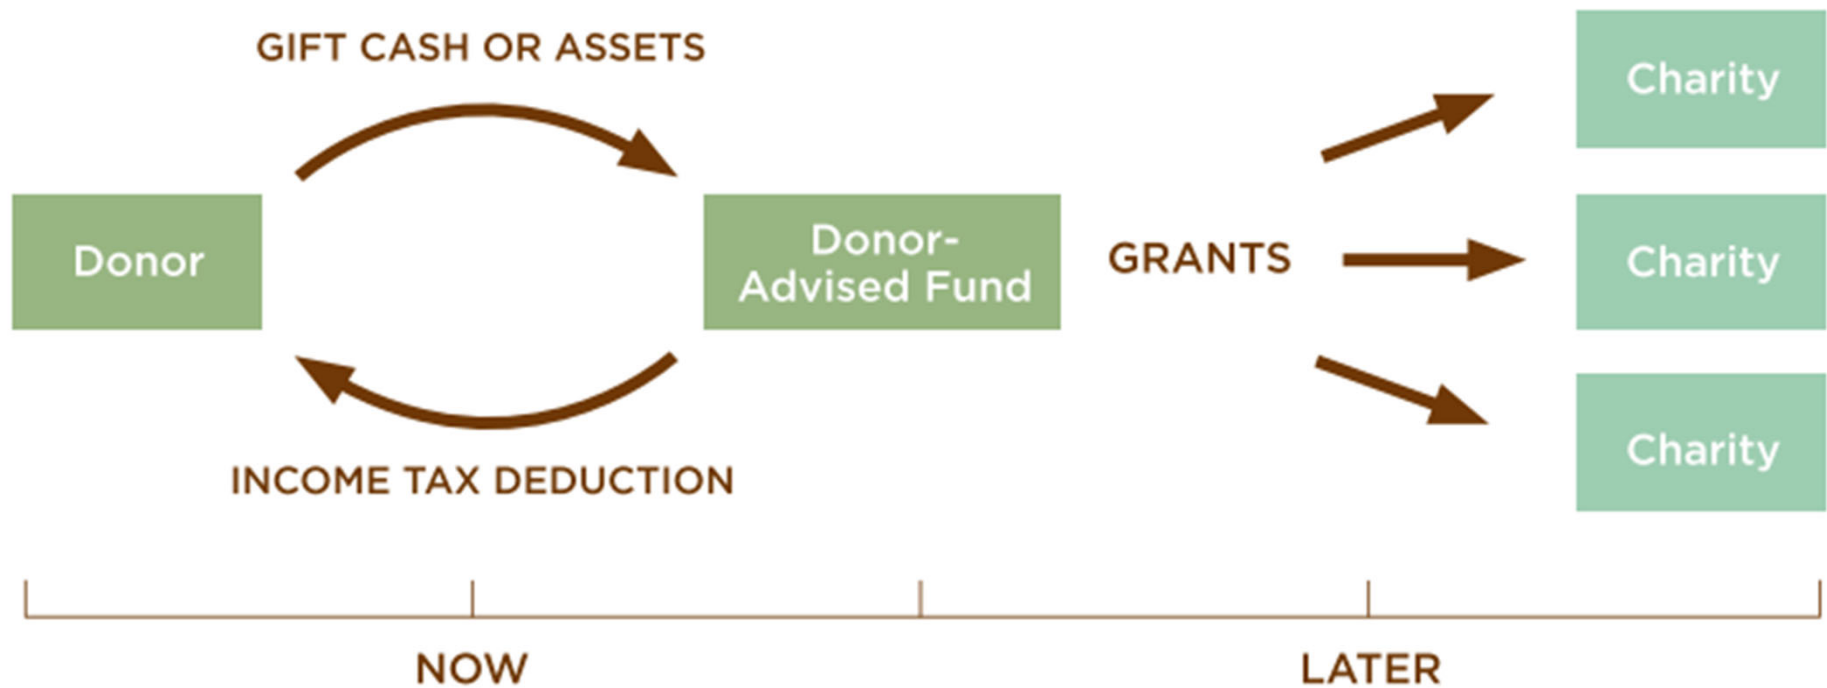 GIFT CASH OR ASSETS
Donor
Donor-
Advised Fund
INCOME TAX DEDUCTION
GRANTS
Charity
Charity
Charity
NOW
LATER